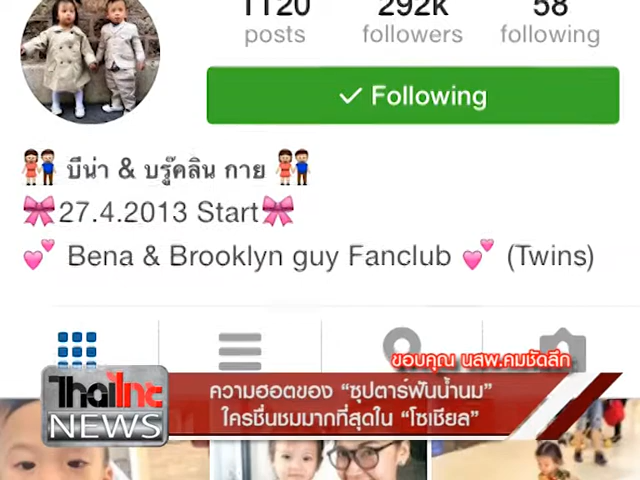 1120 292k 58
posts followers following
Following
บีน่า & บรู๊คลิน กาย
27.4.2013 Start
Bena & Brooklyn guy Fanclub (Twins)
ขอบคุณ นสพ.คมชัดลึก
ThaiTne
NEWS
ความฮอตของ “ซุปตาร์ฟันน้ำนม”
ใครชื่นชมมากที่สุดใน “โซเชียล”